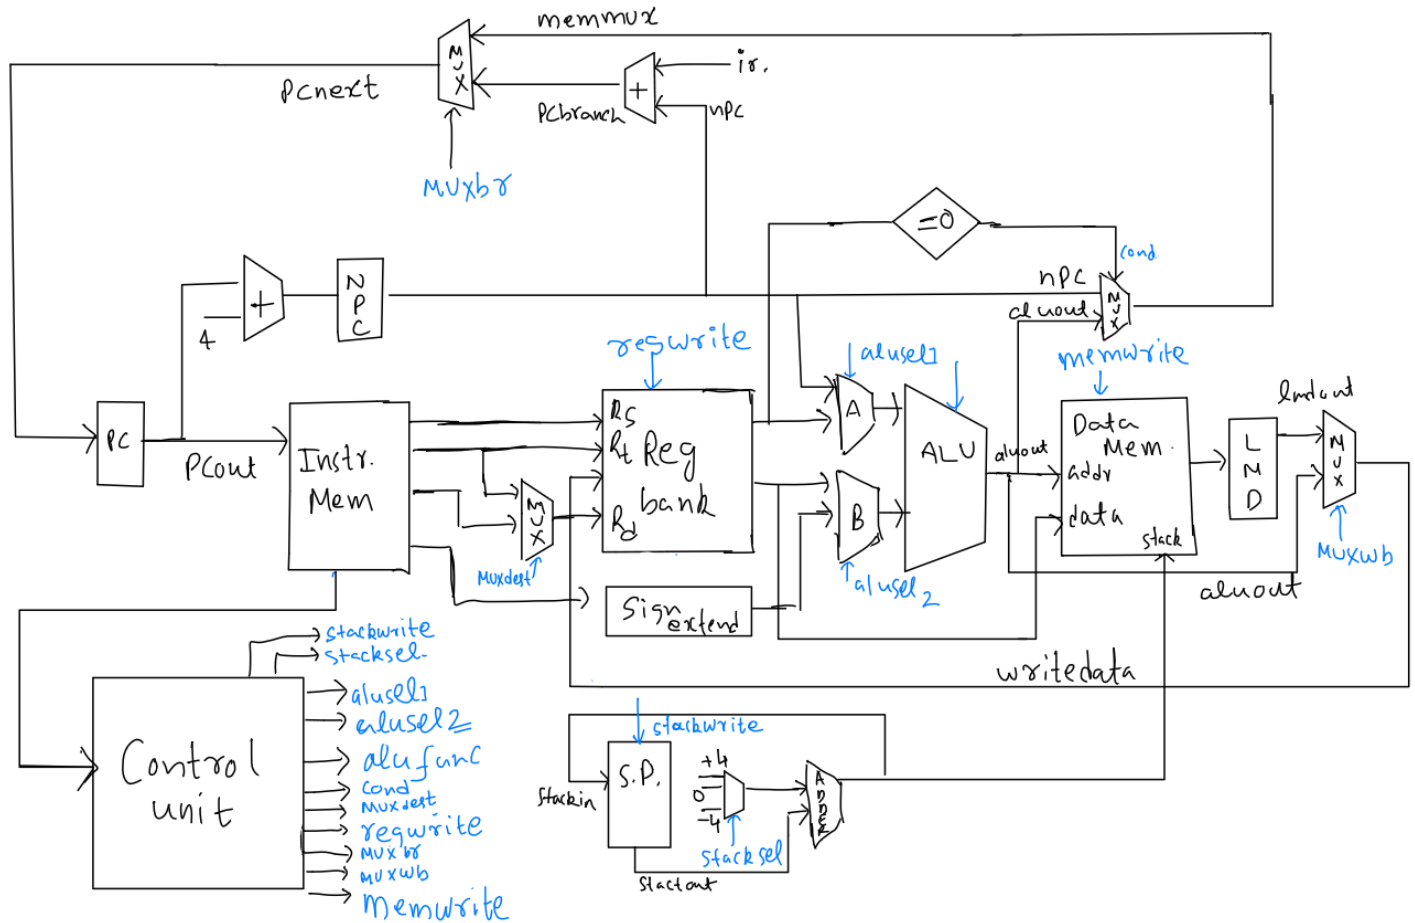 memmux
MUX
ir.
+
Pcnext
PCbranch
nPC
MUXbr
=0
cond
nPC
NPC
+
4
aluout
MUX
regwrite
alusel1
memwrite
lmdout
Rs
A
Data
Mem.
PC
PCout
Instr.
Mem
Rt
Reg
bank
ALU
aluout
addr
LMD
MUX
MUX
Rd
B
data
stack
MUXdest
MUXwb
alusel2
aluout
Sign
extend
stackwrite
stacksel.
writedata
alusel1
alusel2
stackwrite
Control
unit
alufunc
S.P.
+4
0
-4
ADDER
cond
MUXdest
stackin
regwrite
MUXbr
stacksel
MUXwb
stackout
Memwrite